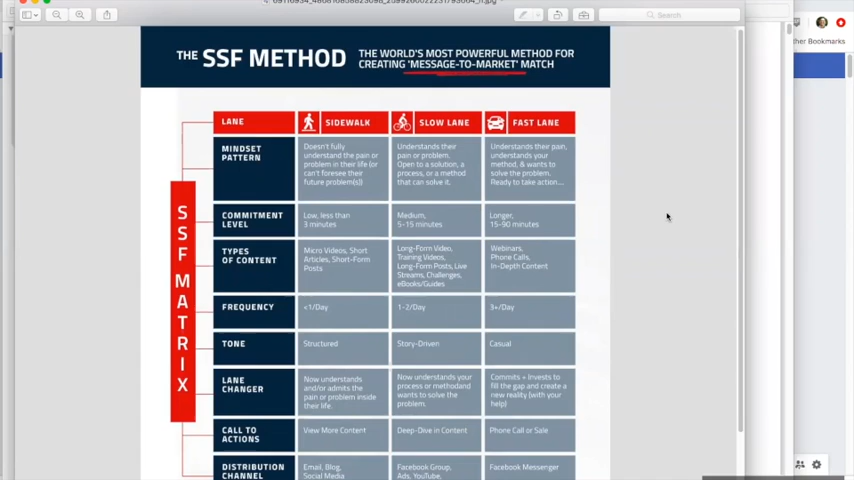 Search
ther Bookmarks
THE SSF METHOD
THE WORLD'S MOST POWERFUL METHOD FOR
CREATING 'MESSAGE-TO-MARKET' MATCH
SSF MATRIX
LANE
SIDEWALK
SLOW LANE
FAST LANE
MINDSET
PATTERN
Doesn't fully
understand the pain or
problem in their life (or
can't foresee their
future problem(s))
Understands their
pain or problem.
Open to a solution, a
process, or a method
that can solve it.
Understands their pain,
understands your
method, & wants to
solve the problem.
Ready to take action....
COMMITMENT
LEVEL
Low, less than
3 minutes
Medium,
5-15 minutes
Longer,
15-90 minutes
TYPES
OF CONTENT
Micro Videos, Short
Articles, Short-Form
Posts
Long-Form Video,
Training Videos,
Long-Form Posts, Live
Streams, Challenges,
eBooks/Guides
Webinars,
Phone Calls,
In-Depth Content
FREQUENCY
<1/Day
1-2/Day
3+/Day
TONE
Structured
Story-Driven
Casual
LANE
CHANGER
Now understands
and/or admits the
pain or problem inside
their life.
Now understands your
process or methodand
wants to solve the
problem.
Commits + Invests to
fill the gap and create a
new reality (with your
help)
CALL TO
ACTIONS
View More Content
Deep-Dive in Content
Phone Call or Sale
DISTRIBUTION
CHANNEL
Email, Blog,
Social Media
Facebook Group,
Ads, YouTube,
Facebook Messenger